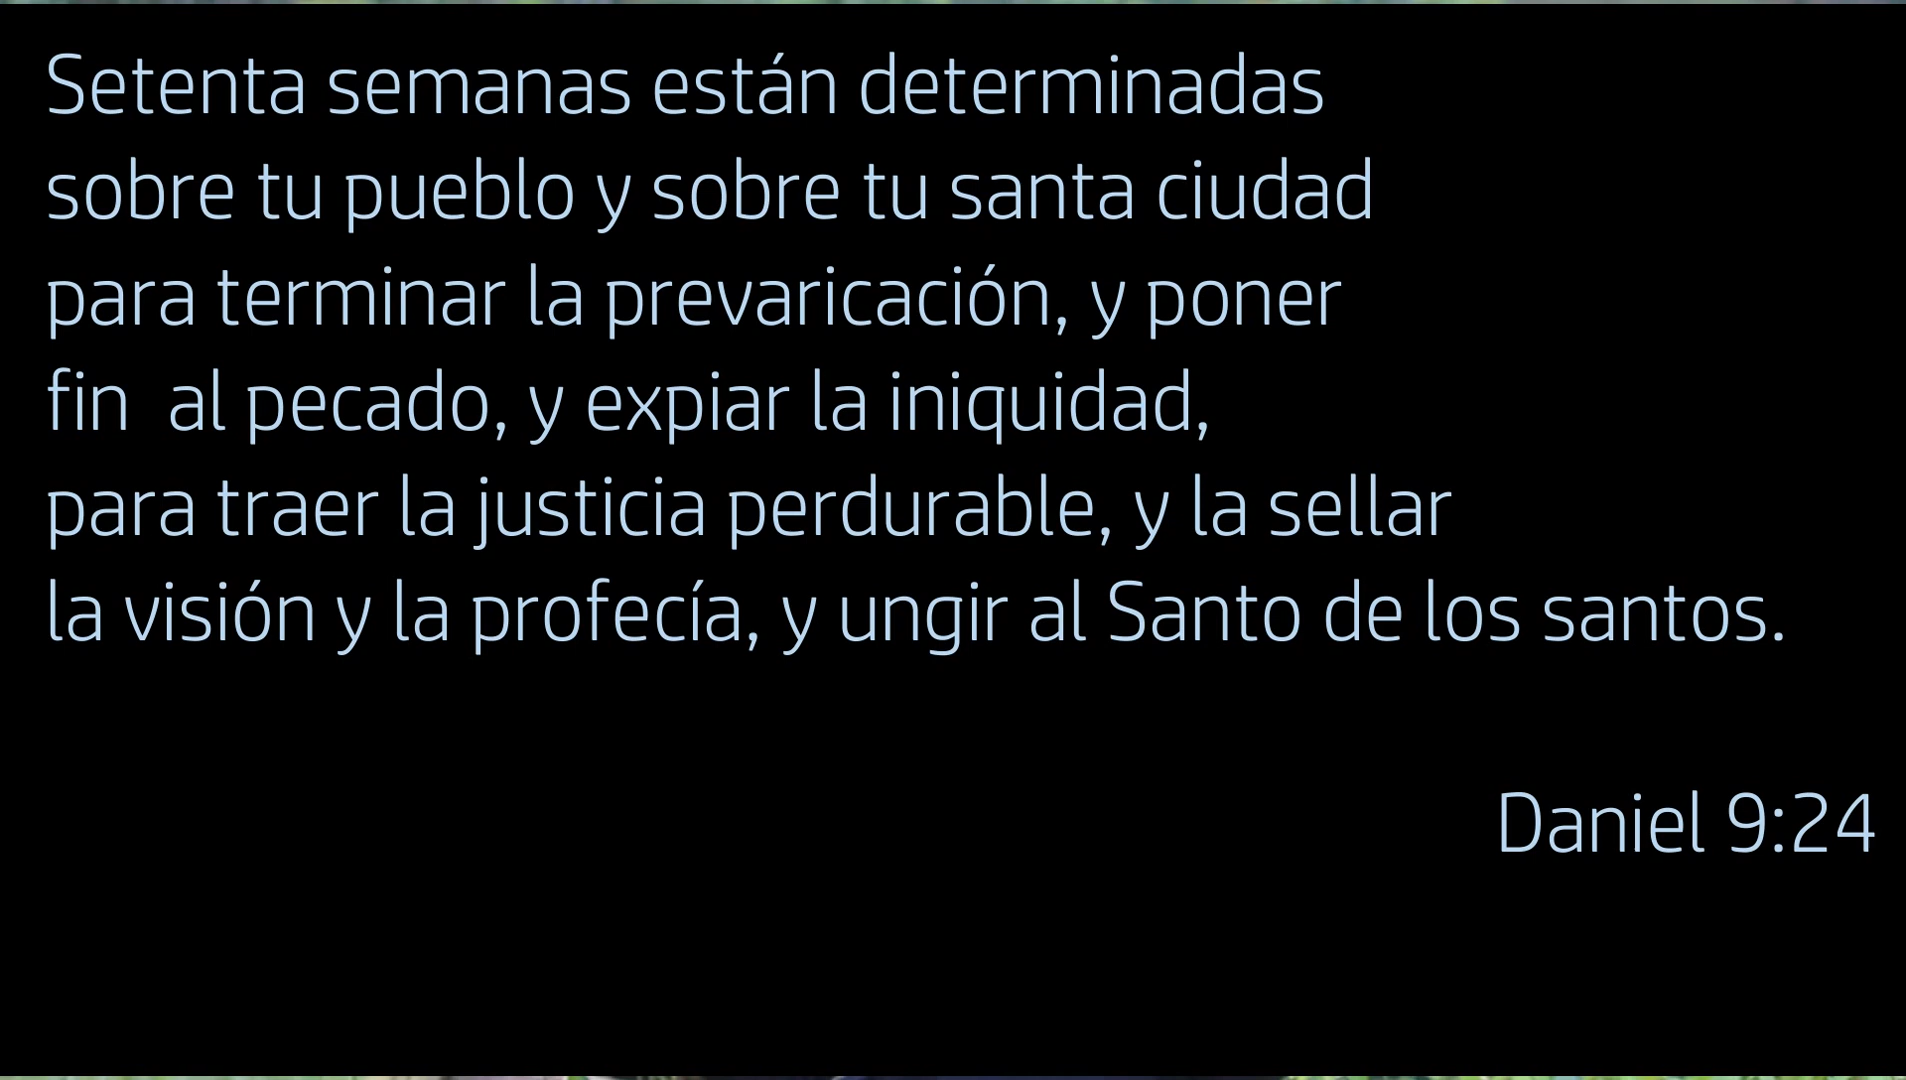 Setenta semanas están determinadas
sobre tu pueblo y sobre tu santa ciudad
para terminar la prevaricación, y poner
fin  al pecado, y expiar la iniquidad,
para traer la justicia perdurable, y la sellar
la visión y la profecía, y ungir al Santo de los santos.
Daniel 9:24